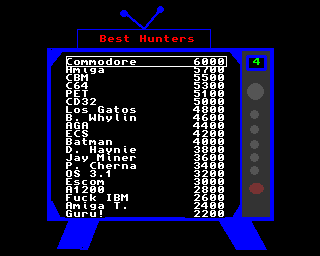 Best Hunters
4
Commodore 6000
Amiga 5700
CBM 5500
C64 5300
PET 5100
CD32 5000
Los Gatos 4800
B. Whylin 4600
AGA 4400
ECS 4200
Batman 4000
D. Haynie 3800
Jay Miner 3600
P. Cherna 3400
OS 3.1 3200
Escom 3000
A1200 2800
Fuck IBM 2600
Amiga T. 2400
Guru! 2200